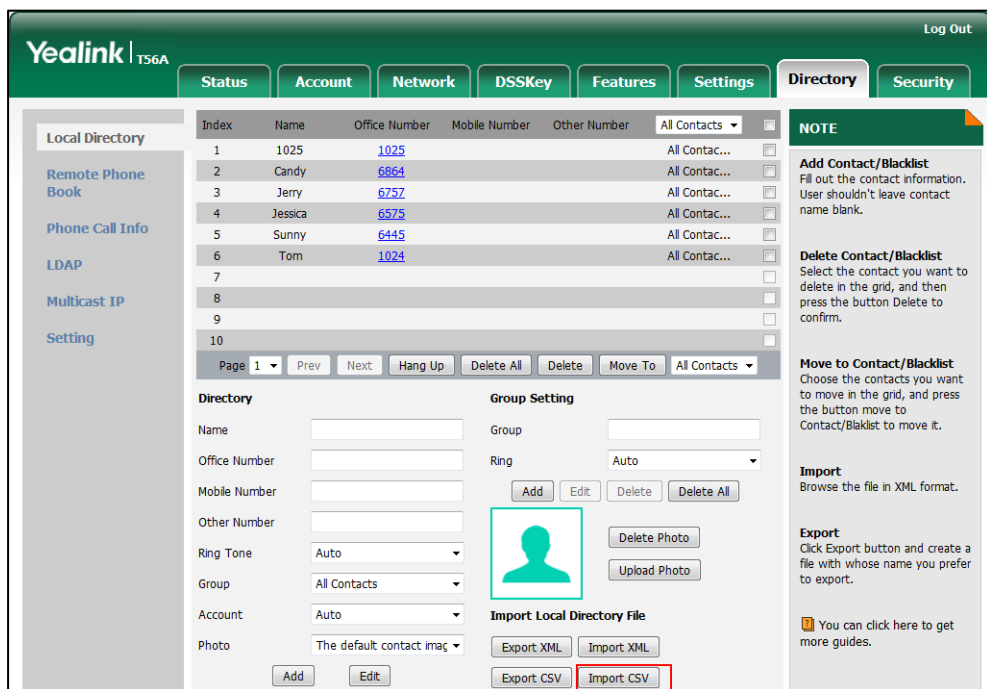 Log Out
Yealink T56A
Status Account Network DSSKey Features Settings Directory Security
Local Directory
Remote Phone
Book
Phone Call Info
LDAP
Multicast IP
Setting
Index Name Office Number Mobile Number Other Number All Contacts
1 1025 1025 All Contac...
2 Candy 6864 All Contac...
3 Jerry 6757 All Contac...
4 Jessica 6575 All Contac...
5 Sunny 6445 All Contac...
6 Tom 1024 All Contac...
7
8
9
10
Page 1 Prev Next Hang Up Delete All Delete Move To All Contacts
Directory
Name
Office Number
Mobile Number
Other Number
Ring Tone Auto
Group All Contacts
Account Auto
Photo The default contact imag
Add Edit
Group Setting
Group
Ring Auto
Add Edit Delete Delete All
Delete Photo
Upload Photo
Import Local Directory File
Export XML Import XML
Export CSV Import CSV
NOTE
Add Contact/Blacklist
Fill out the contact information.
User shouldn't leave contact
name blank.
Delete Contact/Blacklist
Select the contact you want to
delete in the grid, and then
press the button Delete to
confirm.
Move to Contact/Blacklist
Choose the contacts you want
to move in the grid, and press
the button move to
Contact/Blaklist to move it.
Import
Browse the file in XML format.
Export
Click Export button and create a
file with whose name you prefer
to export.
You can click here to get
more guides.